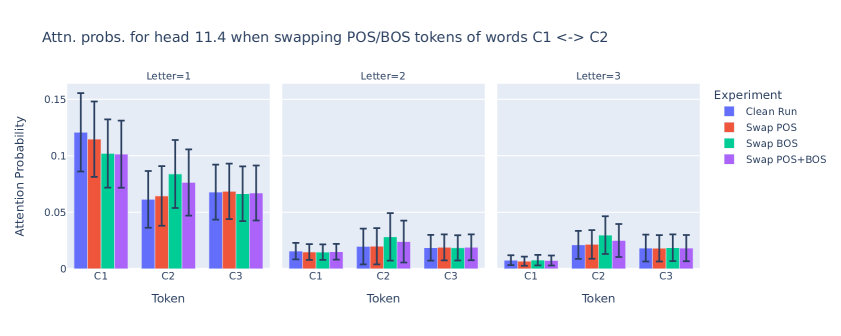 Attn. probs. for head 11.4 when swapping POS/BOS tokens of words C1 <-> C2
Letter=1
Letter=2
Letter=3
Experiment
Clean Run
Swap POS
Swap BOS
Swap POS+BOS
Attention Probability
0.15
0.1
0.05
0
C1 C2 C3
C1 C2 C3
C1 C2 C3
Token
Token
Token